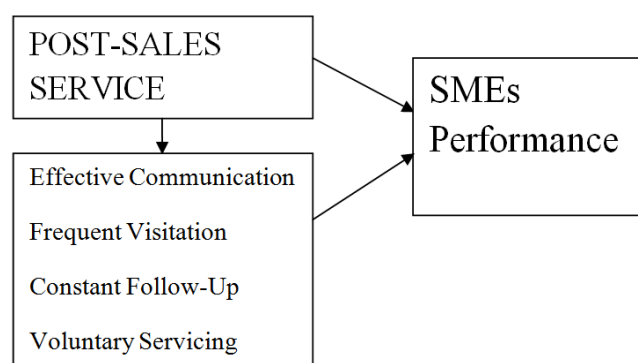 POST-SALES
SERVICE
SMEs
Performance
Effective Communication
Frequent Visitation
Constant Follow-Up
Voluntary Servicing